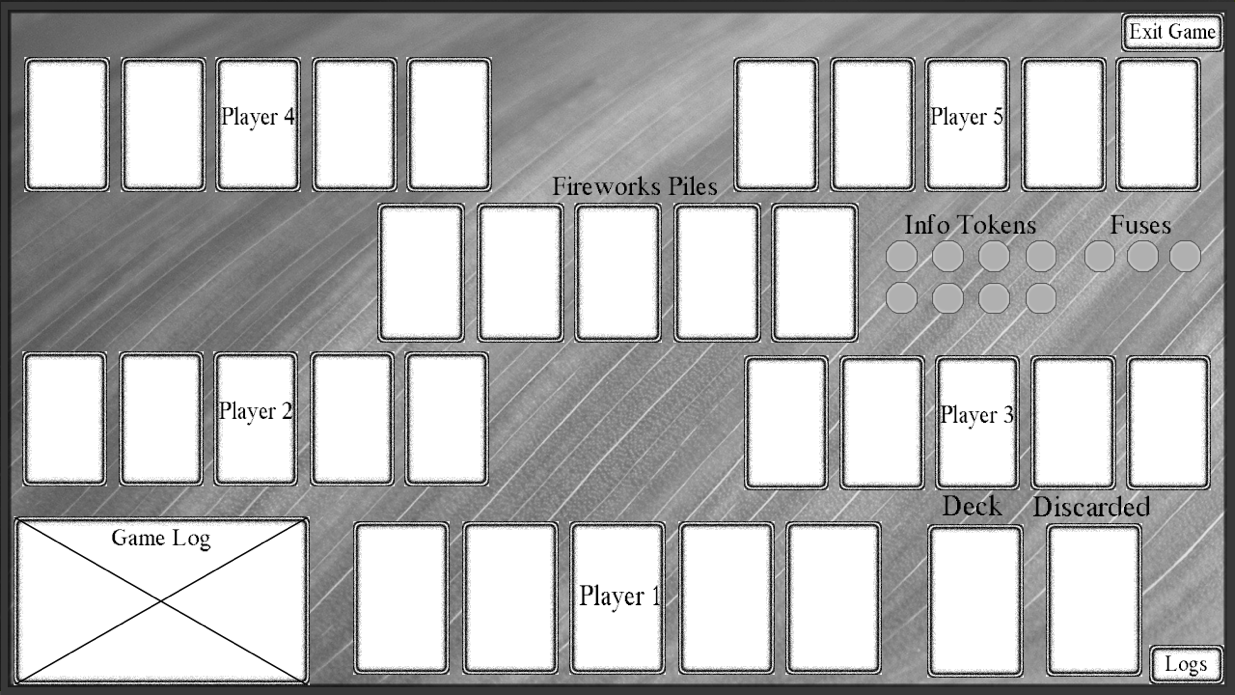 Exit Game
Player 4
Player 5
Fireworks Piles
Info Tokens
Fuses
Player 2
Player 3
Deck
Discarded
Game Log
Player 1
Logs